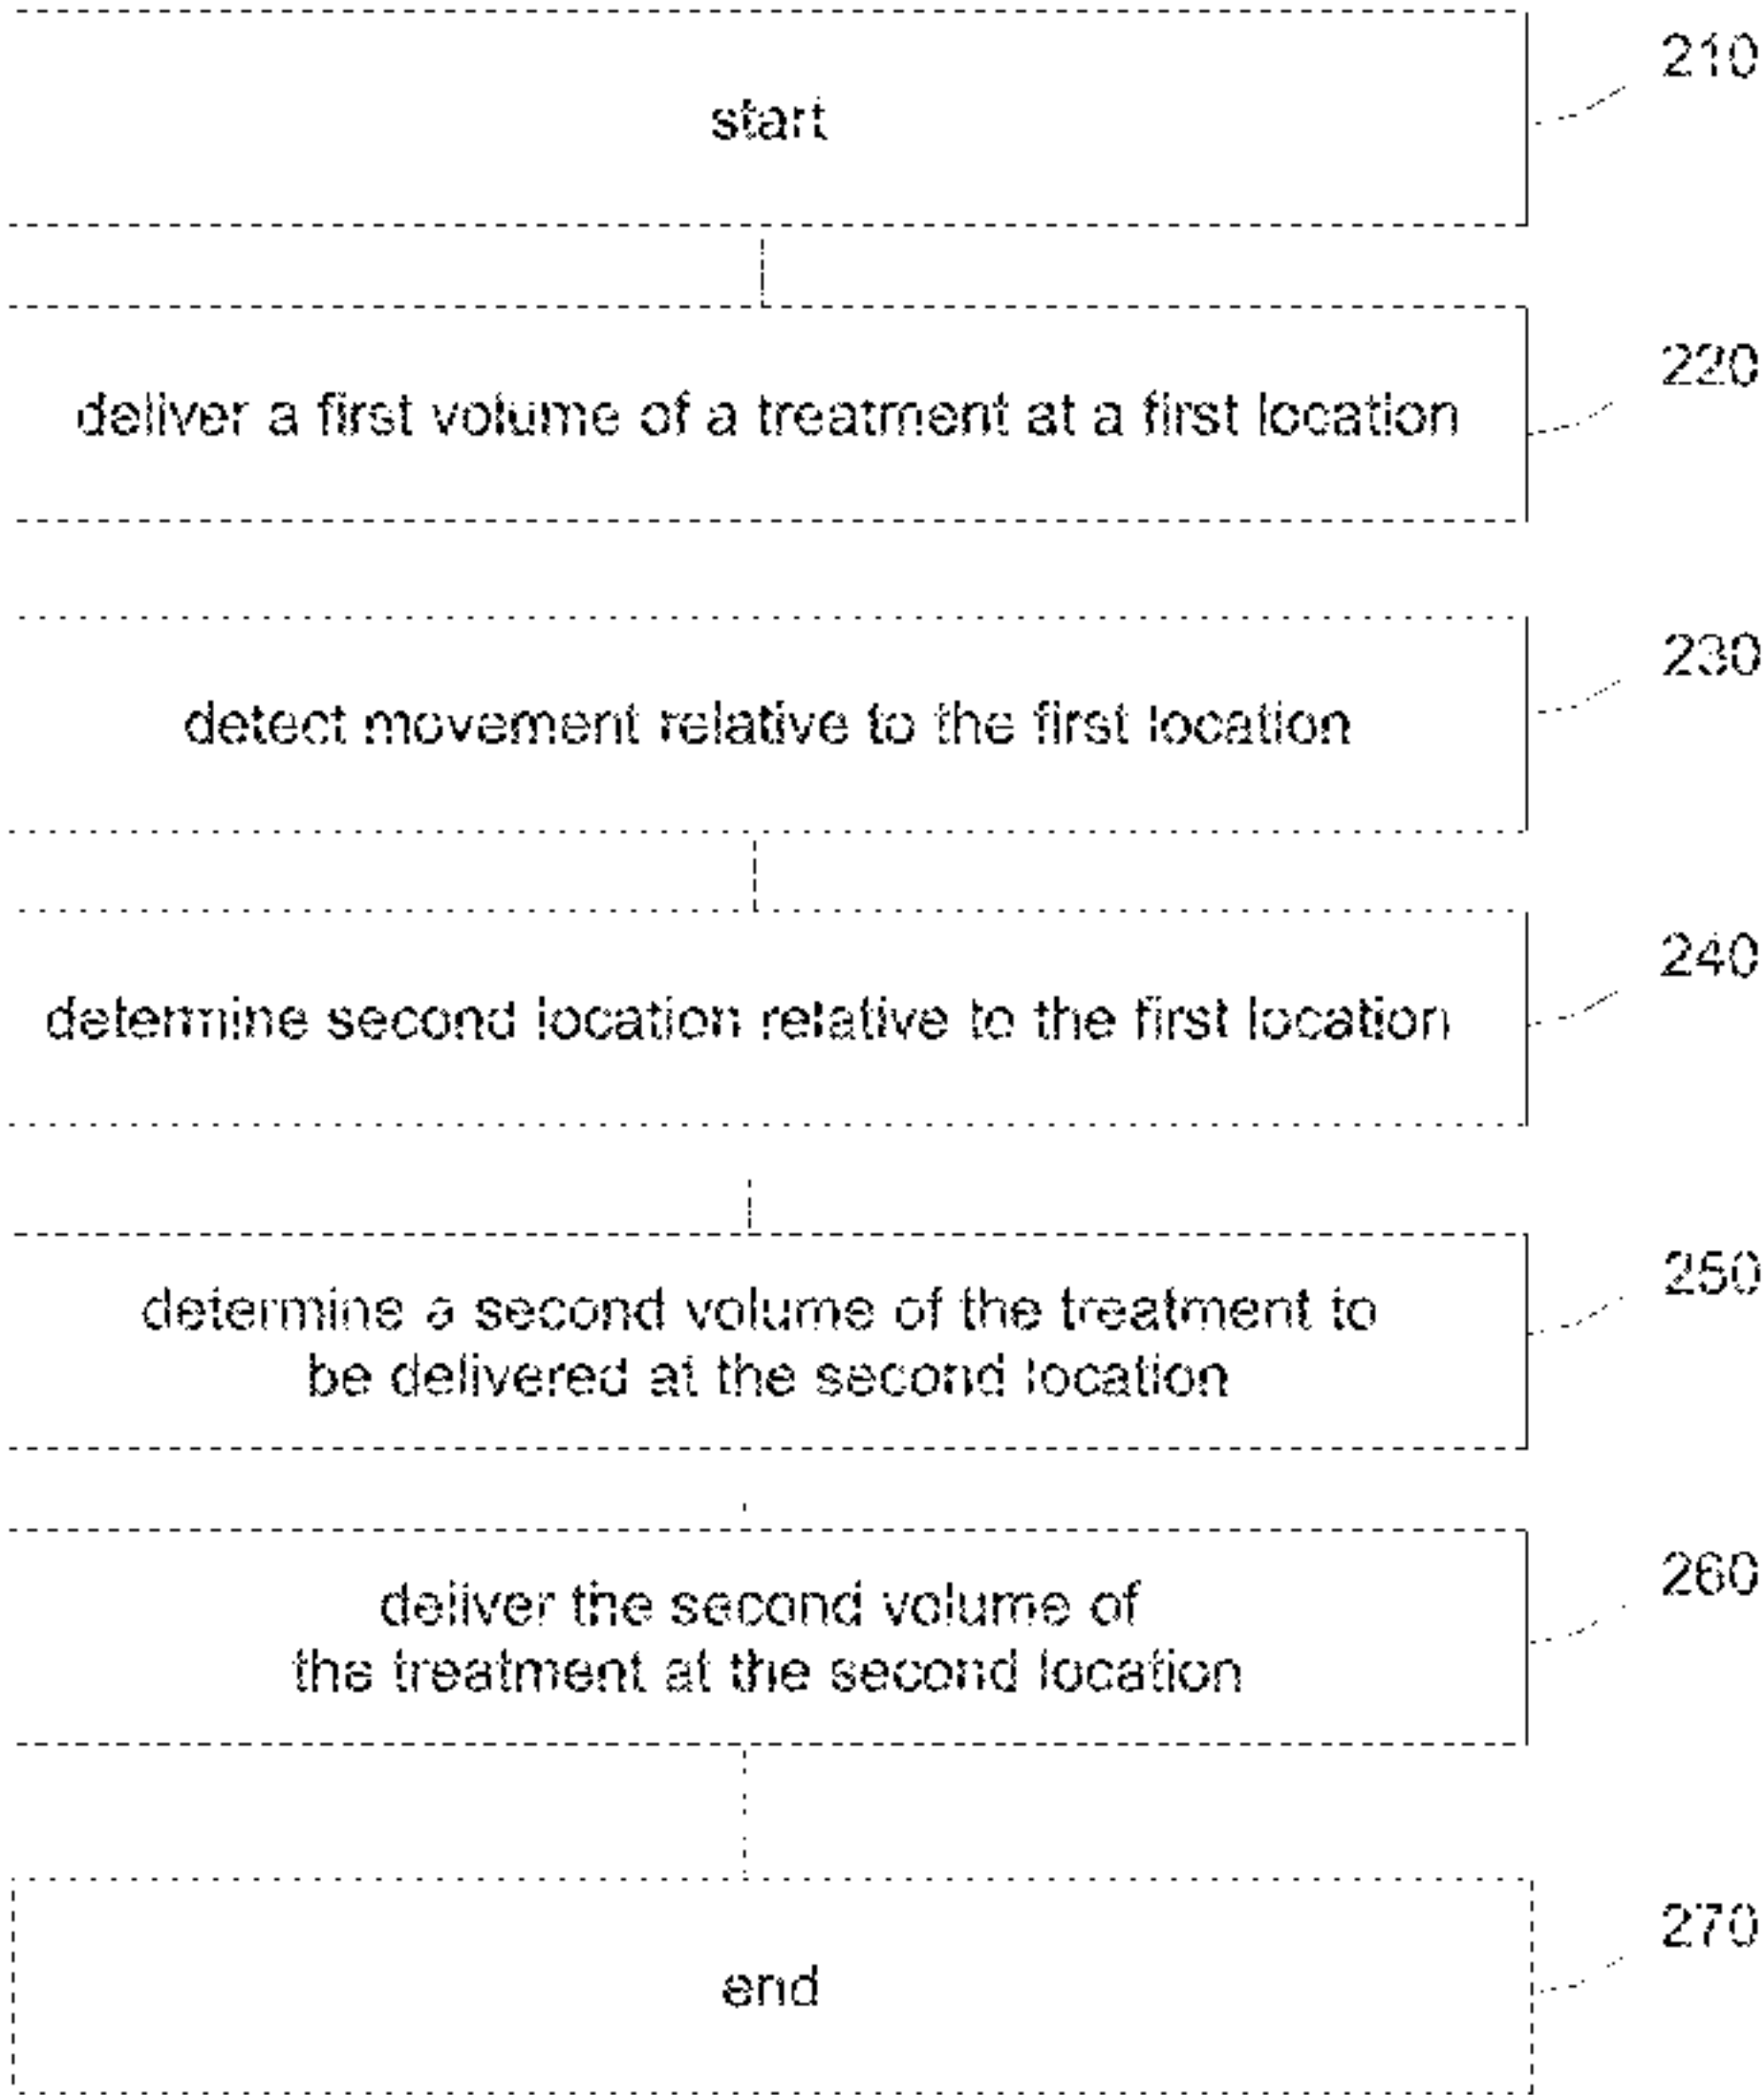 210
start
220
deliver a first volume of a treatment at a first location
230
detect movement relative to the first location
240
determine second location relative to the first location
250
determine a second volume of the treatment to
be delivered at the second location
260
deliver the second volume of
the treatment at the second location
270
end